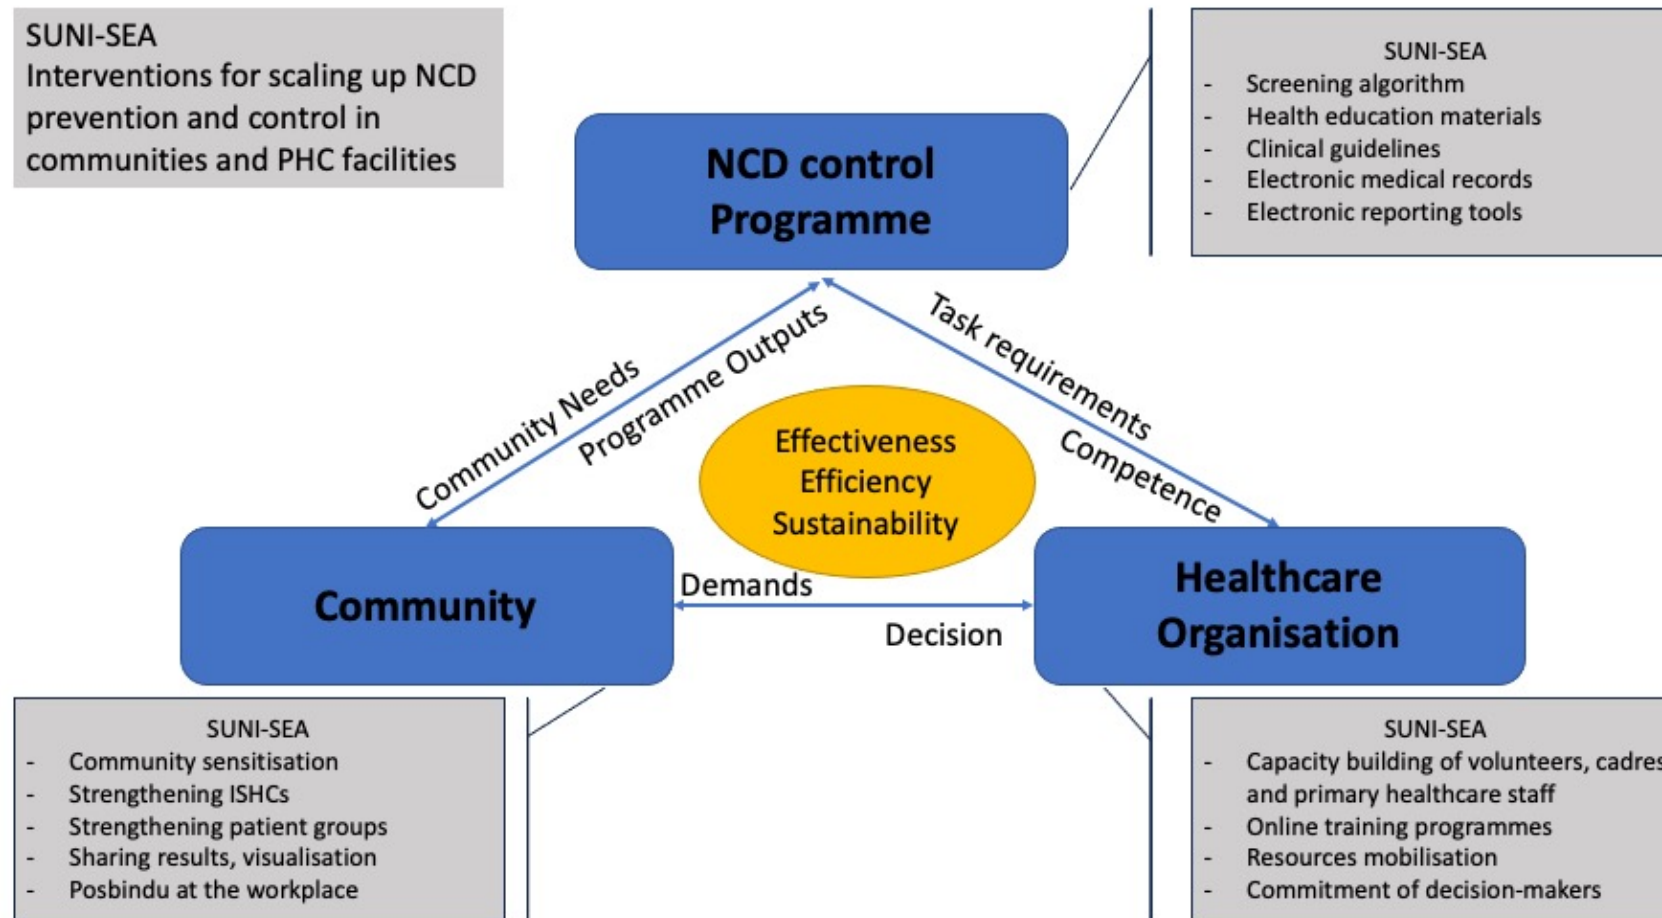 SUNI-SEA
Interventions for scaling up NCD
prevention and control in
communities and PHC facilities
NCD control
Programme
SUNI-SEA
- Screening algorithm
- Health education materials
- Clinical guidelines
- Electronic medical records
- Electronic reporting tools
Community Needs
Programme Outputs
Task requirements
Competence
Effectiveness
Efficiency
Sustainability
Community
Demands
Decision
Healthcare
Organisation
SUNI-SEA
- Community sensitisation
- Strengthening ISHCs
- Strengthening patient groups
- Sharing results, visualisation
- Posbindu at the workplace
SUNI-SEA
- Capacity building of volunteers, cadres
and primary healthcare staff
- Online training programmes
- Resources mobilisation
- Commitment of decision-makers